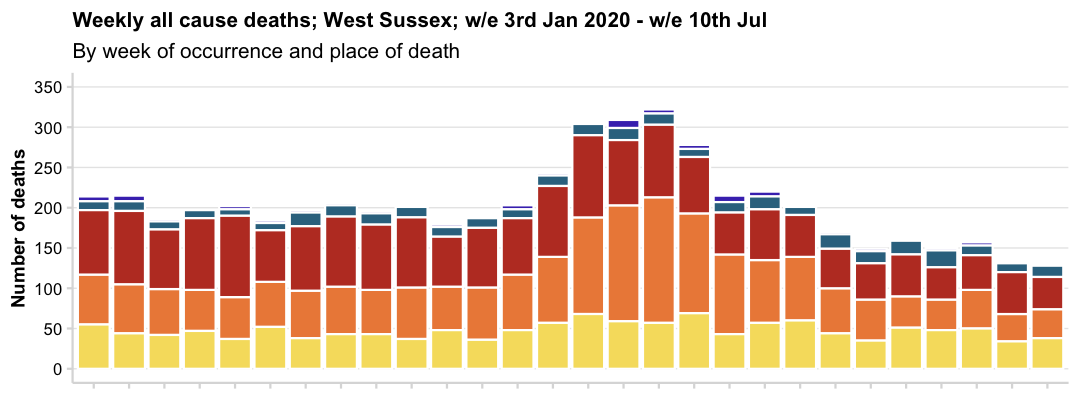 Weekly all cause deaths; West Sussex; w/e 3rd Jan 2020 - w/e 10th Jul
By week of occurrence and place of death
350
300
250
200
150
100
50
0
Number of deaths